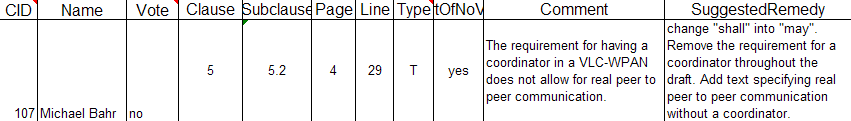 CID Name Vote Clause Subclause Page Line Type tOfNoV Comment SuggestedRemedy
107 Michael Bahr no 5 5.2 4 29 T yes
The requirement for having a
coordinator in a VLC-WPAN
does not allow for real peer to
peer communication.
change "shall" into "may".
Remove the requirement for a
coordinator throughout the
draft. Add text specifying real
peer to peer communication
without a coordinator.